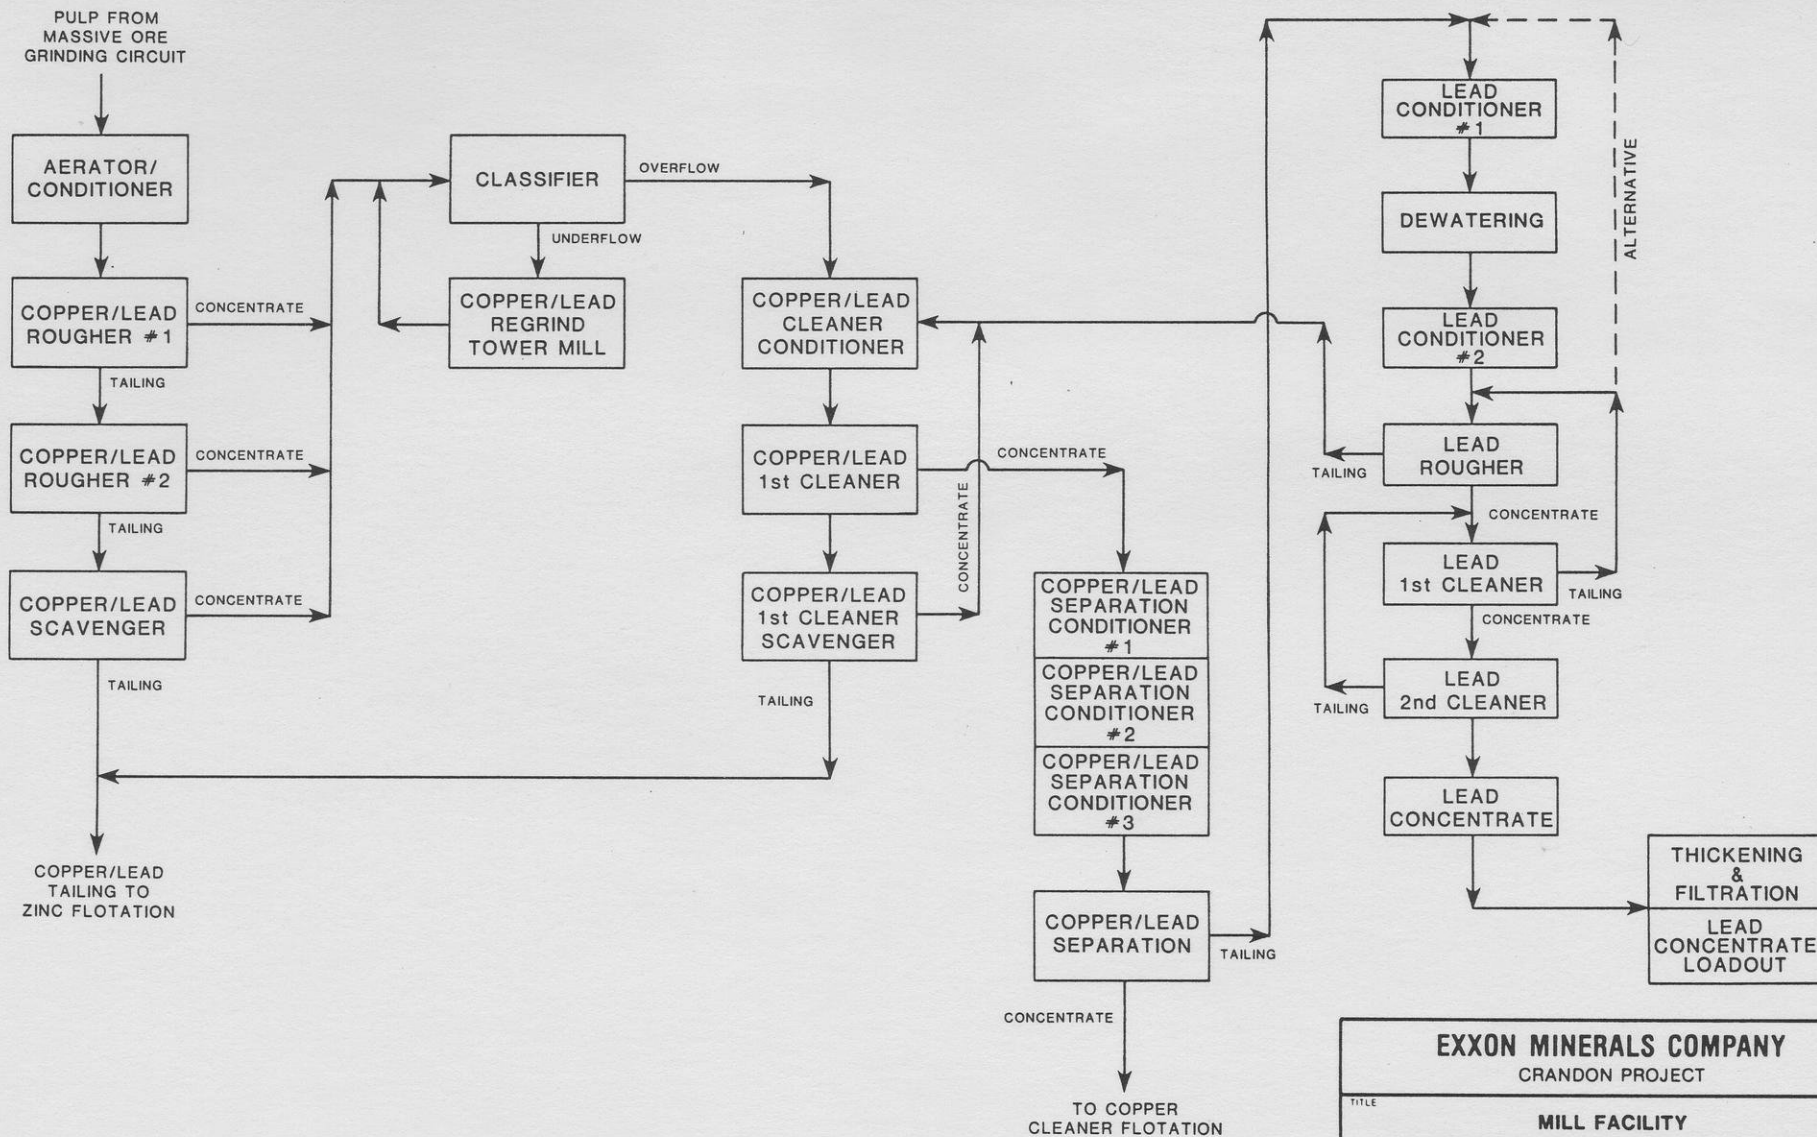 PULP FROM
MASSIVE ORE
GRINDING CIRCUIT
AERATOR/
CONDITIONER
COPPER/LEAD
ROUGHER #1
CONCENTRATE
TAILING
COPPER/LEAD
ROUGHER #2
CONCENTRATE
TAILING
COPPER/LEAD
SCAVENGER
CONCENTRATE
TAILING
COPPER/LEAD
TAILING TO
ZINC FLOTATION
CLASSIFIER
OVERFLOW
UNDERFLOW
COPPER/LEAD
REGRIND
TOWER MILL
COPPER/LEAD
CLEANER
CONDITIONER
COPPER/LEAD
1st CLEANER
CONCENTRATE
COPPER/LEAD
1st CLEANER
SCAVENGER
CONCENTRATE
TAILING
COPPER/LEAD
SEPARATION
CONDITIONER
#1
COPPER/LEAD
SEPARATION
CONDITIONER
#2
COPPER/LEAD
SEPARATION
CONDITIONER
#3
COPPER/LEAD
SEPARATION
TAILING
CONCENTRATE
TO COPPER
CLEANER FLOTATION
LEAD
CONDITIONER
#1
DEWATERING
LEAD
CONDITIONER
#2
ALTERNATIVE
LEAD
ROUGHER
TAILING
CONCENTRATE
LEAD
1st CLEANER
TAILING
CONCENTRATE
LEAD
2nd CLEANER
TAILING
LEAD
CONCENTRATE
THICKENING
&
FILTRATION
LEAD
CONCENTRATE
LOADOUT
EXXON MINERALS COMPANY
CRANDON PROJECT
TITLE
MILL FACILITY